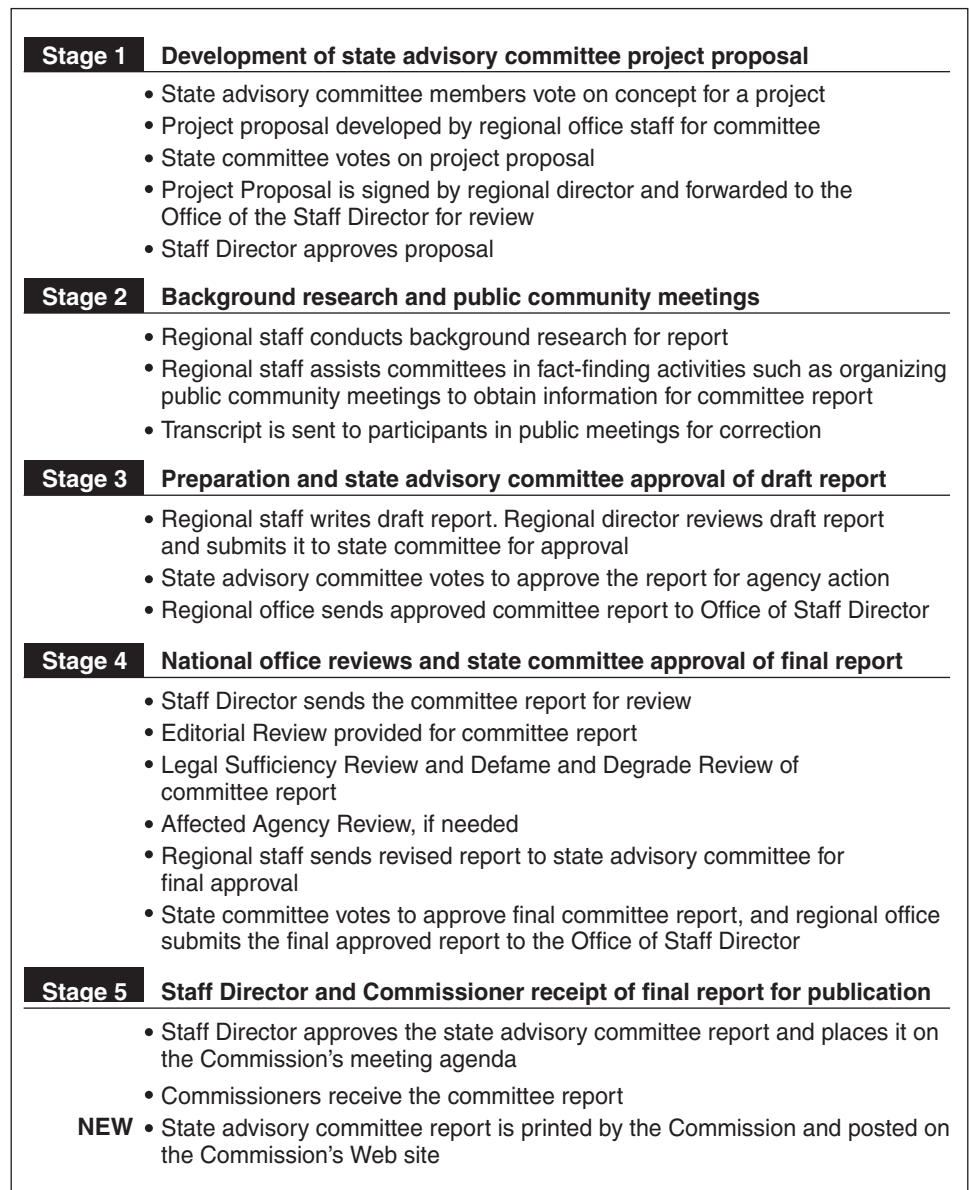 Stage 1 Development of state advisory committee project proposal
• State advisory committee members vote on concept for a project
• Project proposal developed by regional office staff for committee
• State committee votes on project proposal
• Project Proposal is signed by regional director and forwarded to the
Office of the Staff Director for review
• Staff Director approves proposal
Stage 2 Background research and public community meetings
• Regional staff conducts background research for report
• Regional staff assists committees in fact-finding activities such as organizing
public community meetings to obtain information for committee report
• Transcript is sent to participants in public meetings for correction
Stage 3 Preparation and state advisory committee approval of draft report
• Regional staff writes draft report. Regional director reviews draft report
and submits it to state committee for approval
• State advisory committee votes to approve the report for agency action
• Regional office sends approved committee report to Office of Staff Director
Stage 4 National office reviews and state committee approval of final report
• Staff Director sends the committee report for review
• Editorial Review provided for committee report
• Legal Sufficiency Review and Defame and Degrade Review of
committee report
• Affected Agency Review, if needed
• Regional staff sends revised report to state advisory committee for
final approval
• State committee votes to approve final committee report, and regional office
submits the final approved report to the Office of Staff Director
Stage 5 Staff Director and Commissioner receipt of final report for publication
• Staff Director approves the state advisory committee report and places it on
the Commission's meeting agenda
• Commissioners receive the committee report
NEW • State advisory committee report is printed by the Commission and posted on
the Commission's Web site